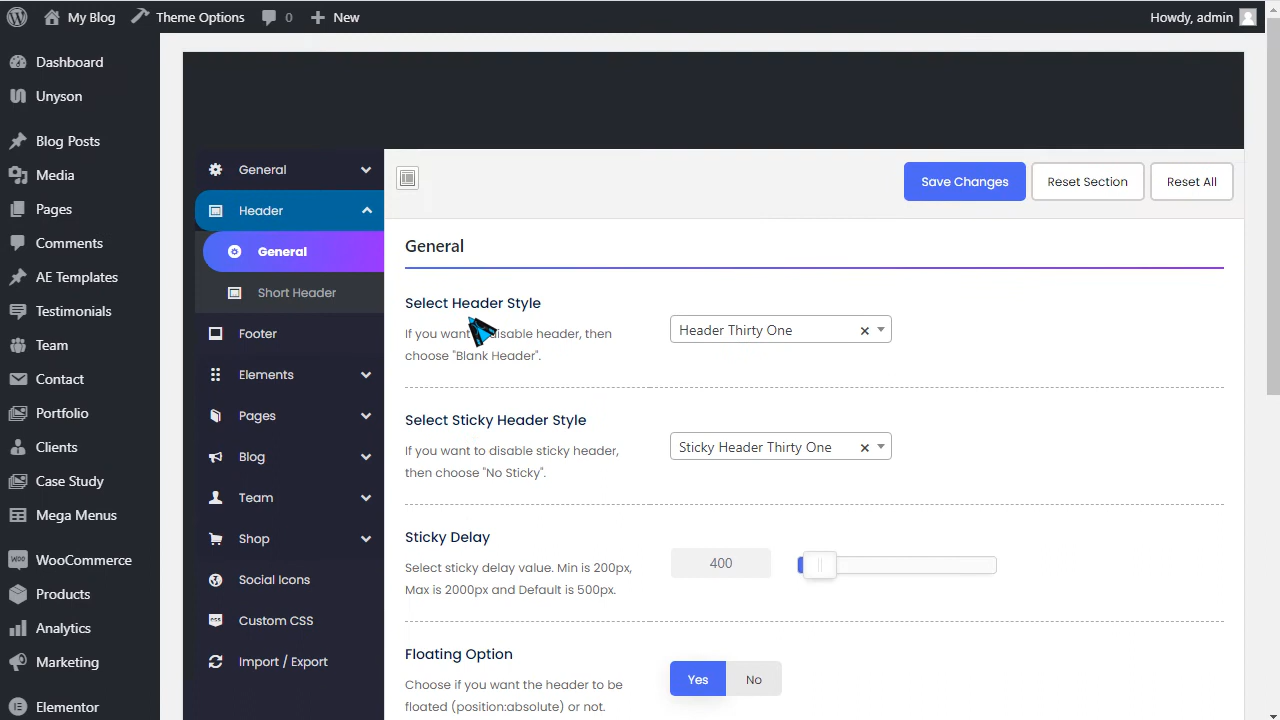 My Blog
Theme Options
0
New
Howdy, admin
Dashboard
Unyson
Blog Posts
Media
Pages
Comments
AE Templates
Testimonials
Team
Contact
Portfolio
Clients
Case Study
Mega Menus
WooCommerce
Products
Analytics
Marketing
Elementor
General
Header
General
Short Header
Footer
Elements
Pages
Blog
Team
Shop
Social Icons
Custom CSS
Import / Export
Save Changes
Reset Section
Reset All
General
Select Header Style
If you want to disable header, then
choose "Blank Header".
Header Thirty One
Select Sticky Header Style
If you want to disable sticky header,
then choose "No Sticky".
Sticky Header Thirty One
Sticky Delay
Select sticky delay value. Min is 200px,
Max is 2000px and Default is 500px.
400
Floating Option
Choose if you want the header to be
floated (position:absolute) or not.
Yes
No